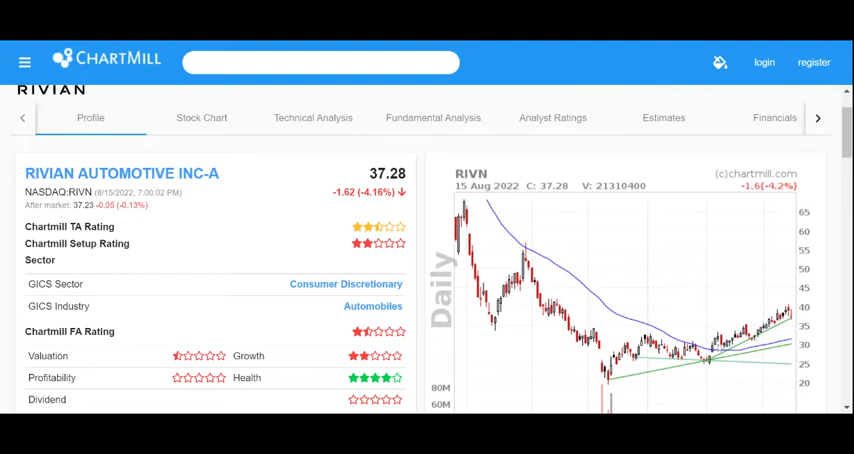 CHARTMILL
login
register
RIVIAN
Profile
Stock Chart
Technical Analysis
Fundamental Analysis
Analyst Ratings
Estimates
Financials
RIVIAN AUTOMOTIVE INC-A
37.28
NASDAQ:RIVN (8/15/2022, 7:00:02 PM)
-1.62 (-4.16%)
After market: 37.23 -0.05 (-0.13%)
Chartmill TA Rating
Chartmill Setup Rating
Sector
GICS Sector
Consumer Discretionary
GICS Industry
Automobiles
Chartmill FA Rating
Valuation
Growth
Profitability
Health
Dividend
RIVN
(c)chartmill.com
15 Aug 2022 C: 37.28 V: 21310400
-1.6(-4.2%)
Daily
65
60
55
50
45
40
35
30
25
20
80M
60M